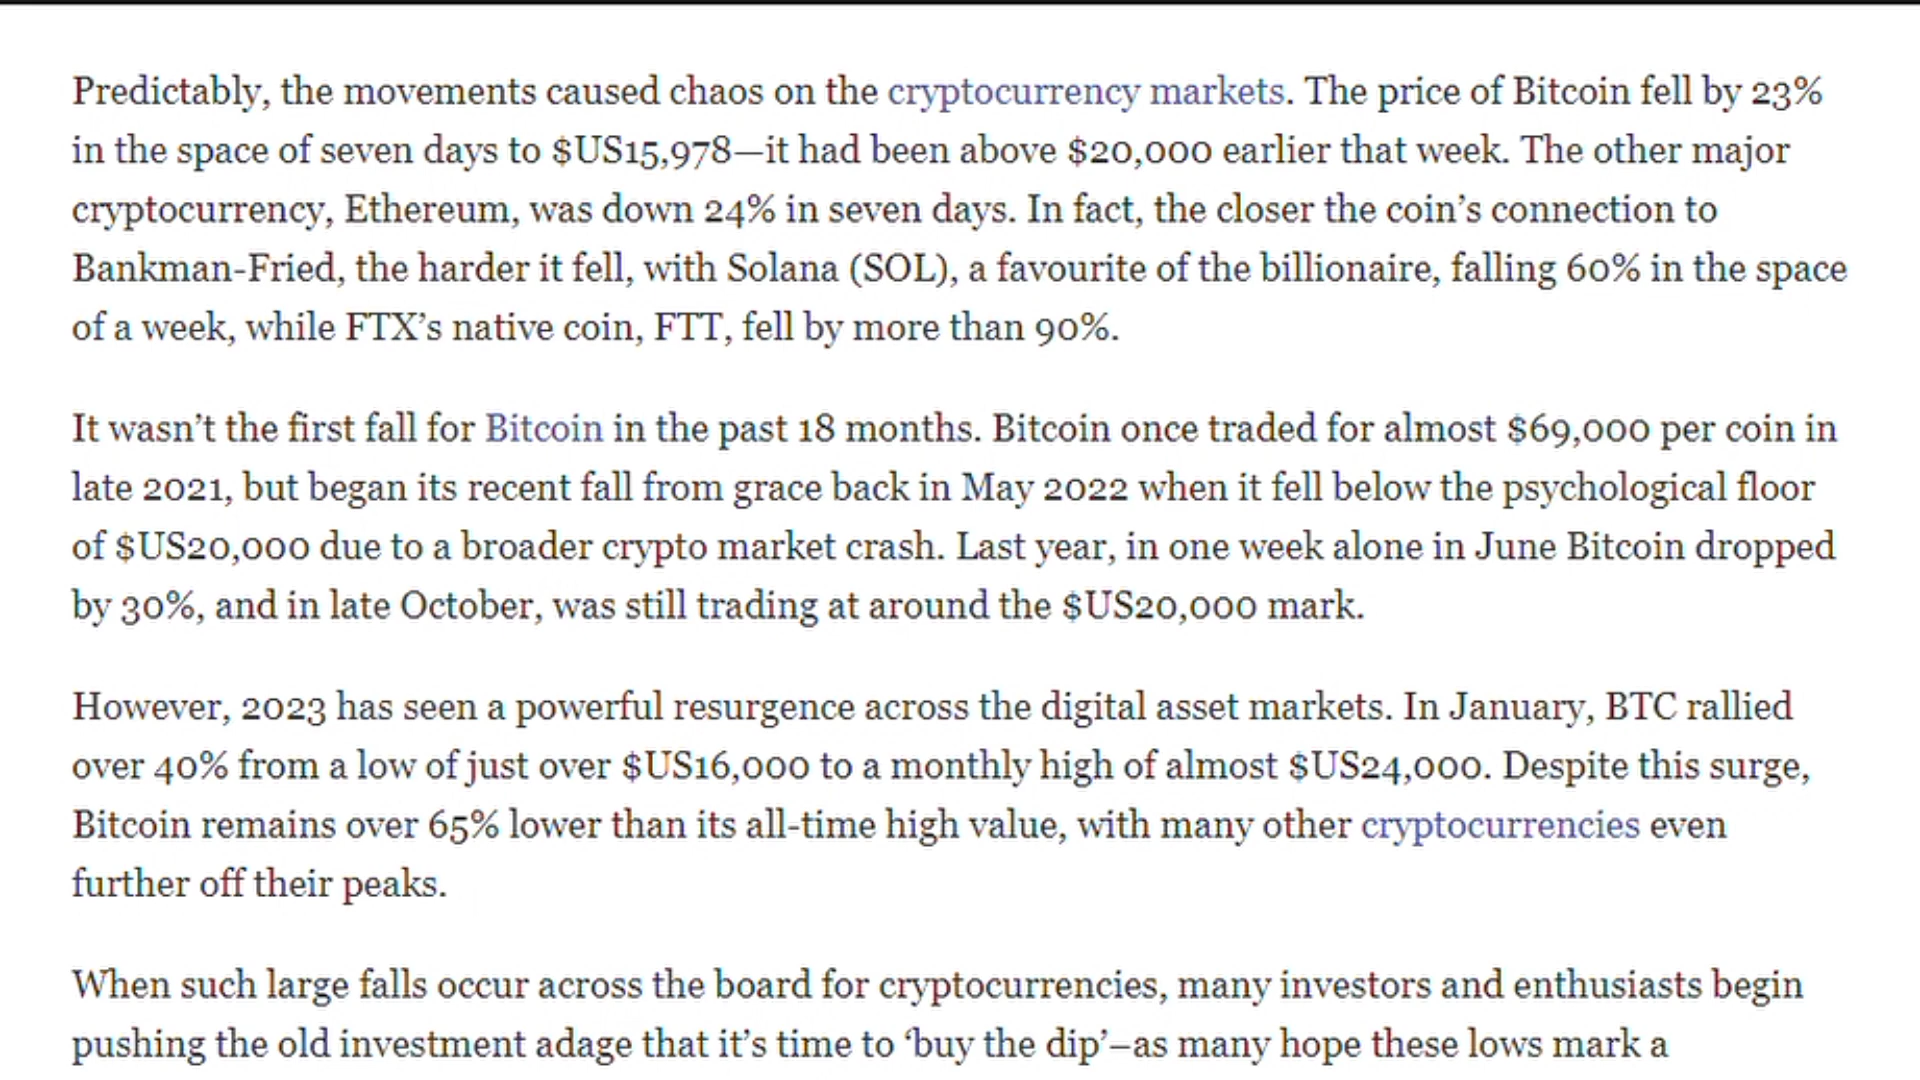 Predictably, the movements caused chaos on the cryptocurrency markets. The price of Bitcoin fell by 23%
in the space of seven days to $US15,978—it had been above $20,000 earlier that week. The other major
cryptocurrency, Ethereum, was down 24% in seven days. In fact, the closer the coin’s connection to
Bankman-Fried, the harder it fell, with Solana (SOL), a favourite of the billionaire, falling 60% in the space
of a week, while FTX’s native coin, FTT, fell by more than 90%.
It wasn’t the first fall for Bitcoin in the past 18 months. Bitcoin once traded for almost $69,000 per coin in
late 2021, but began its recent fall from grace back in May 2022 when it fell below the psychological floor
of $US20,000 due to a broader crypto market crash. Last year, in one week alone in June Bitcoin dropped
by 30%, and in late October, was still trading at around the $US20,000 mark.
However, 2023 has seen a powerful resurgence across the digital asset markets. In January, BTC rallied
over 40% from a low of just over $US16,000 to a monthly high of almost $US24,000. Despite this surge,
Bitcoin remains over 65% lower than its all-time high value, with many other cryptocurrencies even
further off their peaks.
When such large falls occur across the board for cryptocurrencies, many investors and enthusiasts begin
pushing the old investment adage that it’s time to ‘buy the dip’–as many hope these lows mark a